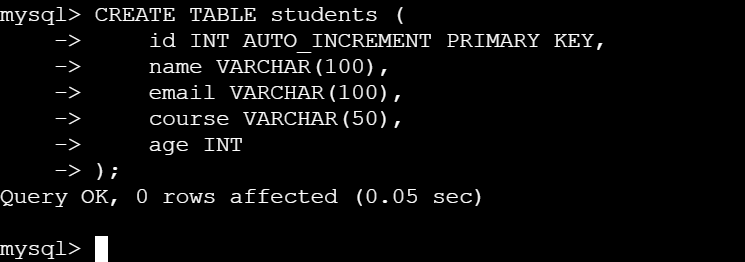 mysql> CREATE TABLE students (
    ->     id INT AUTO_INCREMENT PRIMARY KEY,
    ->     name VARCHAR(100),
    ->     email VARCHAR(100),
    ->     course VARCHAR(50),
    ->     age INT
    -> );
Query OK, 0 rows affected (0.05 sec)
mysql>